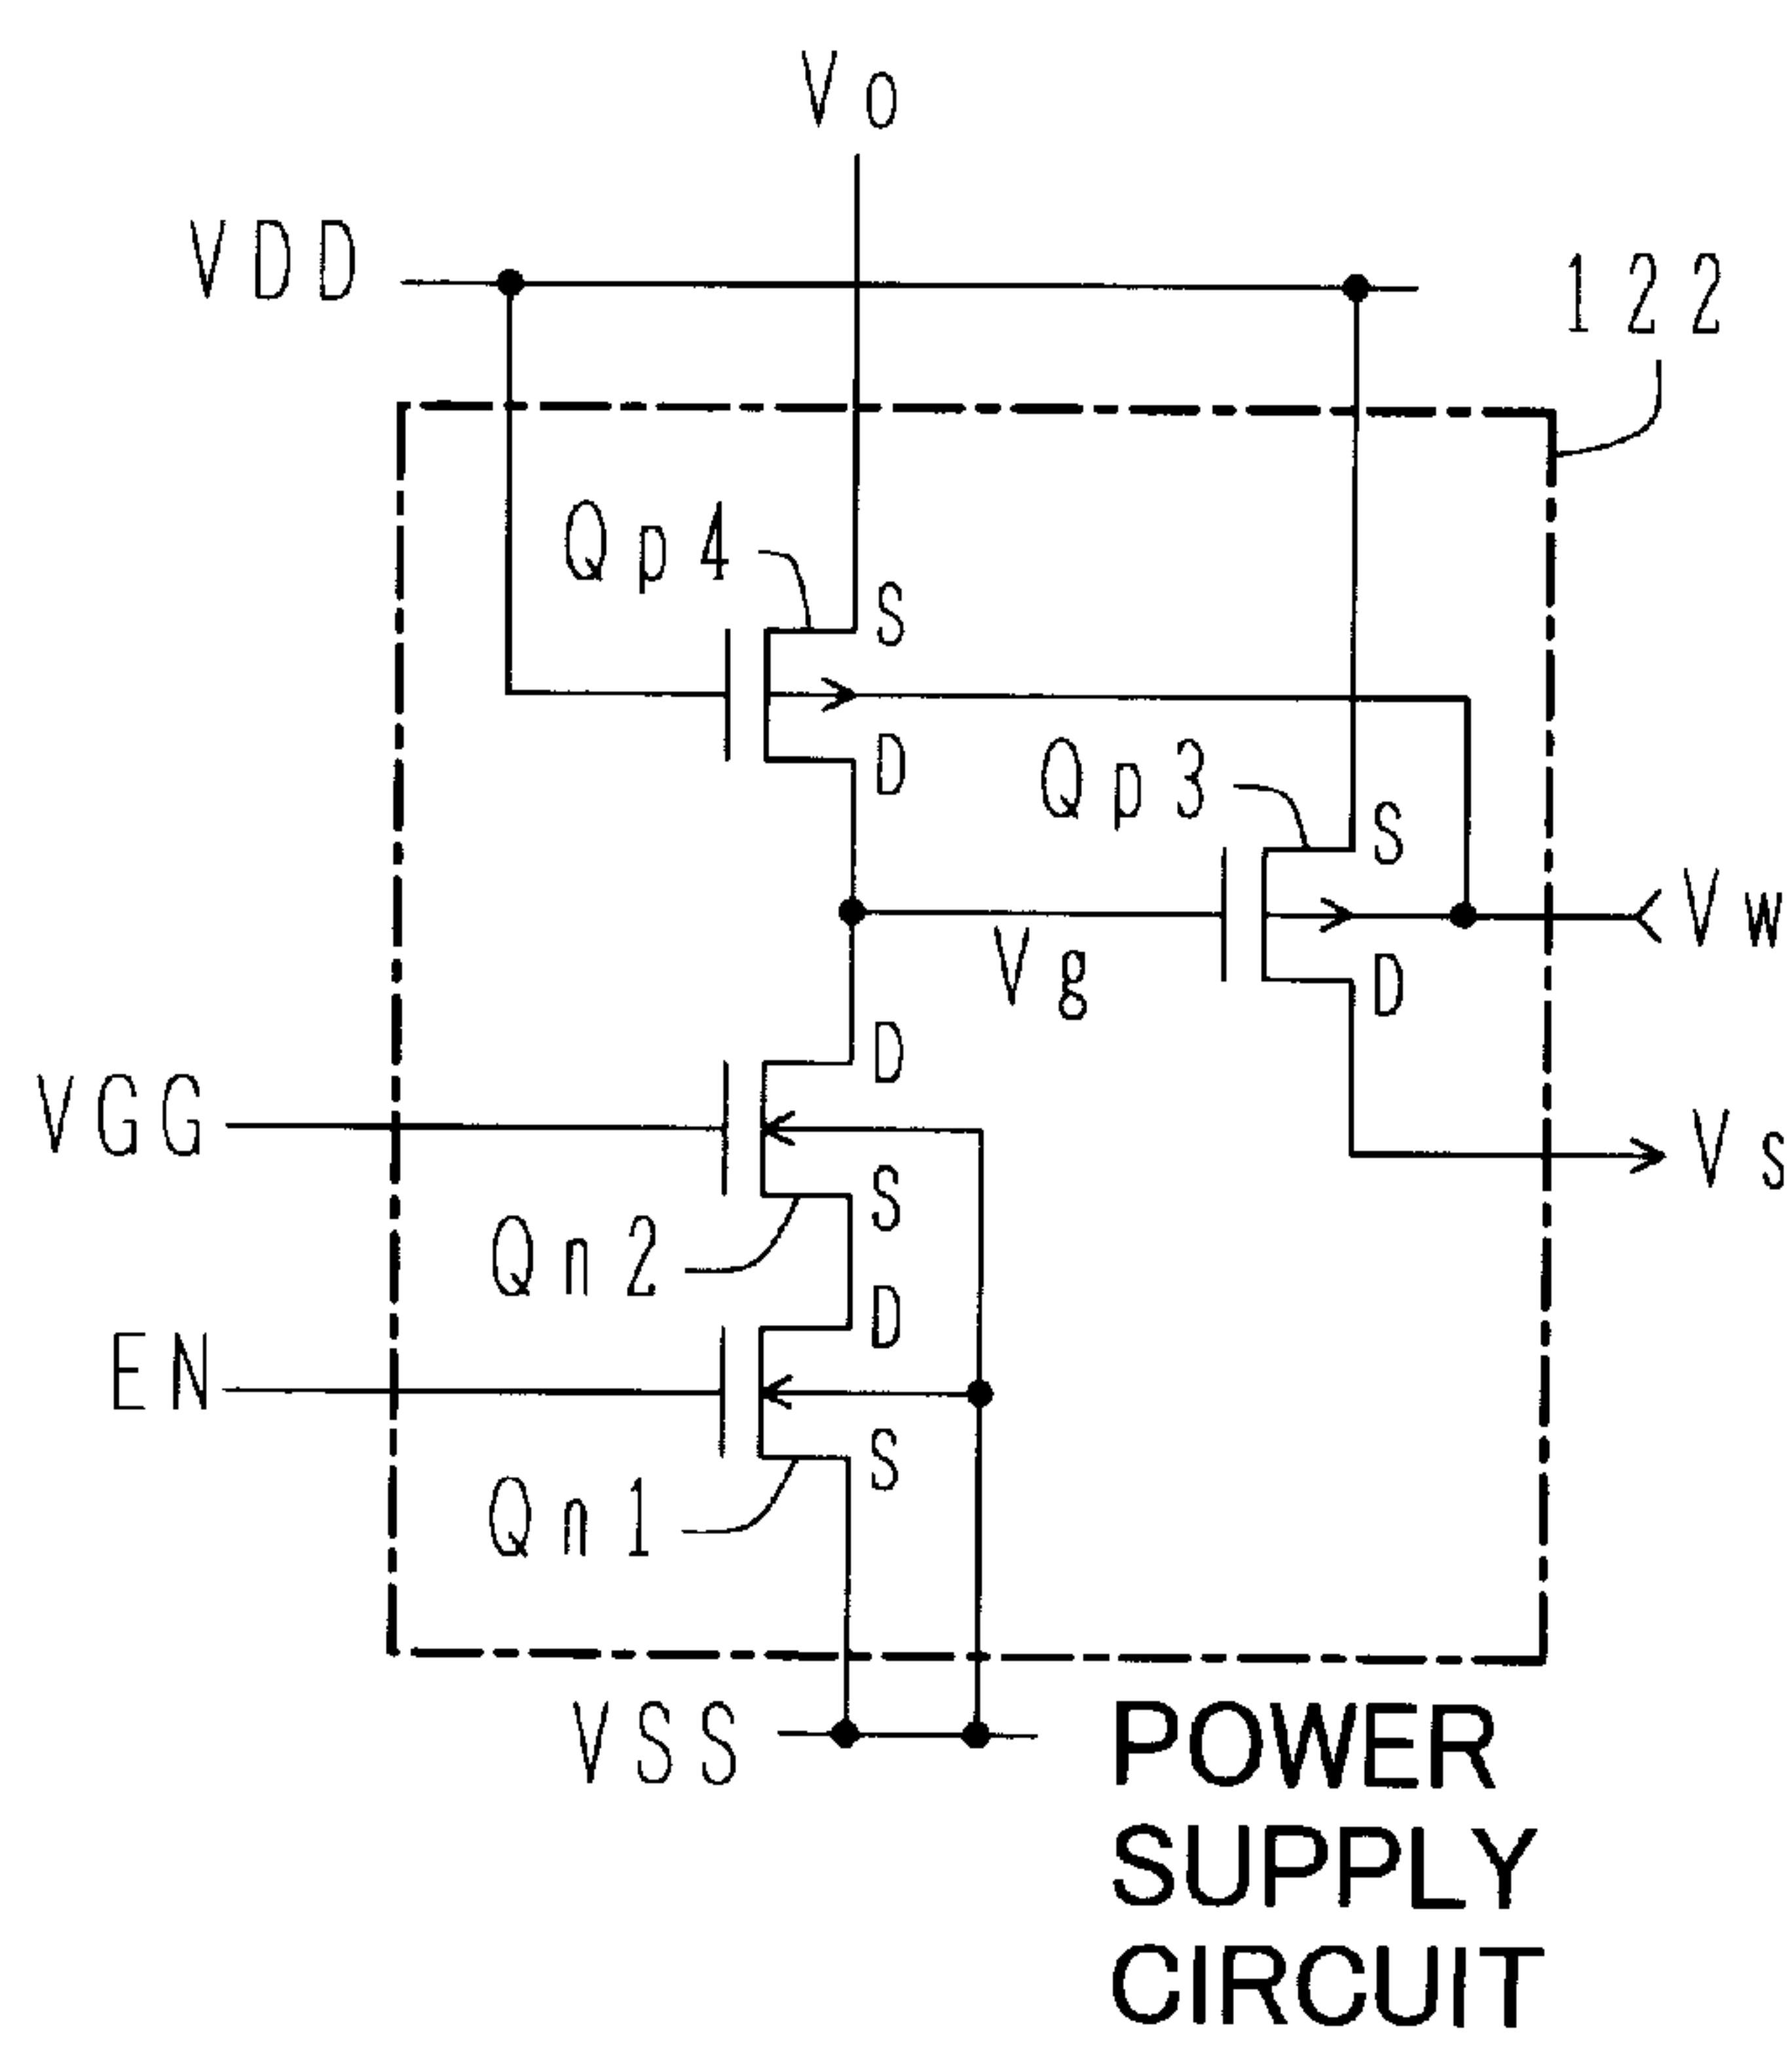 Vo
VDD
122
Qp4
S
D
Qp3
S
Vw
Vg
D
D
VGG
Vs
S
Qn2
D
EN
S
Qn1
VSS
POWER
SUPPLY
CIRCUIT